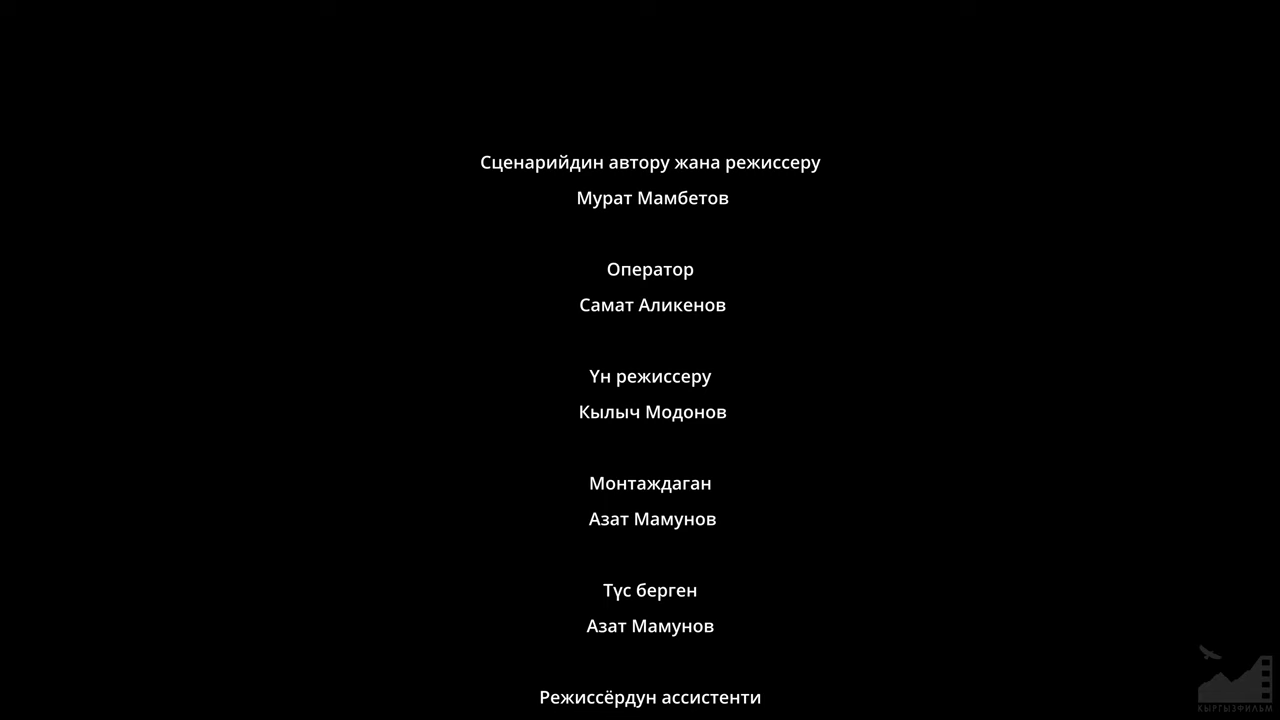 Сценарийдин автору жана режиссеру
Мурат Мамбетов
Оператор
Самат Аликенов
Үн режиссеру
Кылыч Модонов
Монтаждаган
Азат Мамунов
Түс берген
Азат Мамунов
Режиссёрдун ассистенти
КЫРГЫЗФИЛЬМ